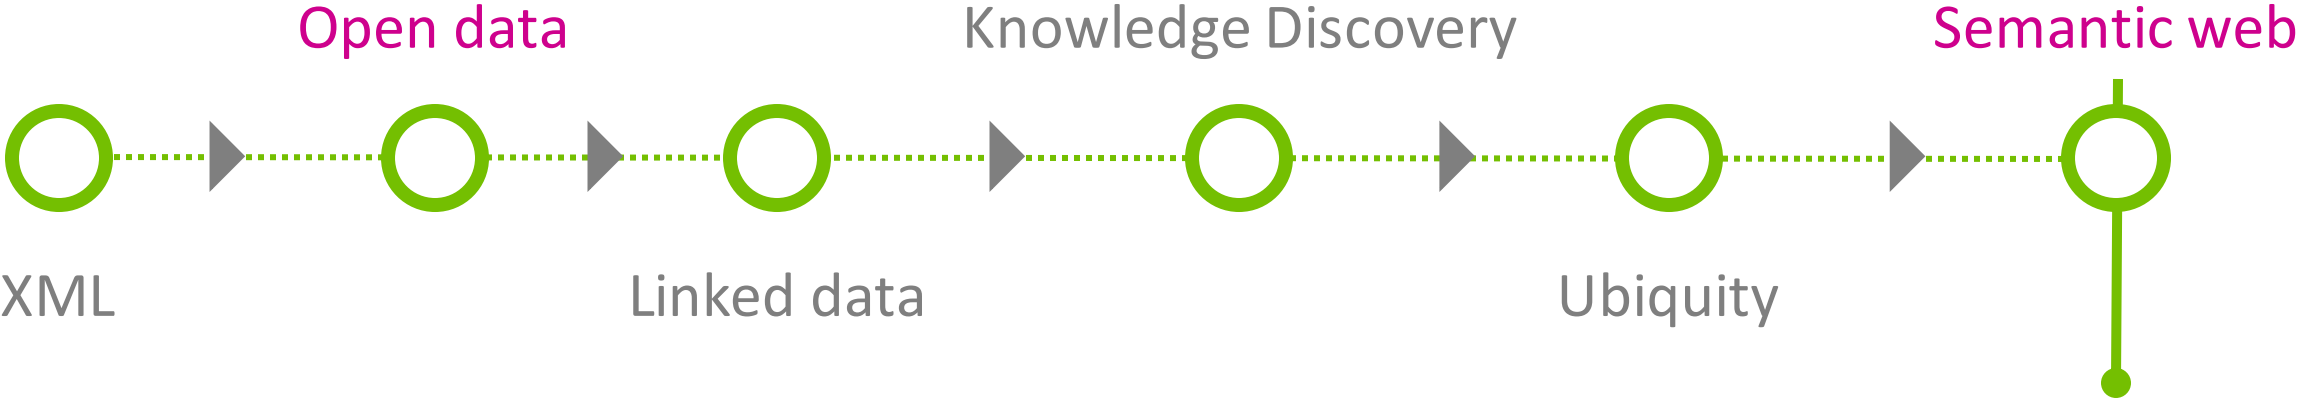 Open data
Knowledge Discovery
Semantic web
XML
Linked data
Ubiquity